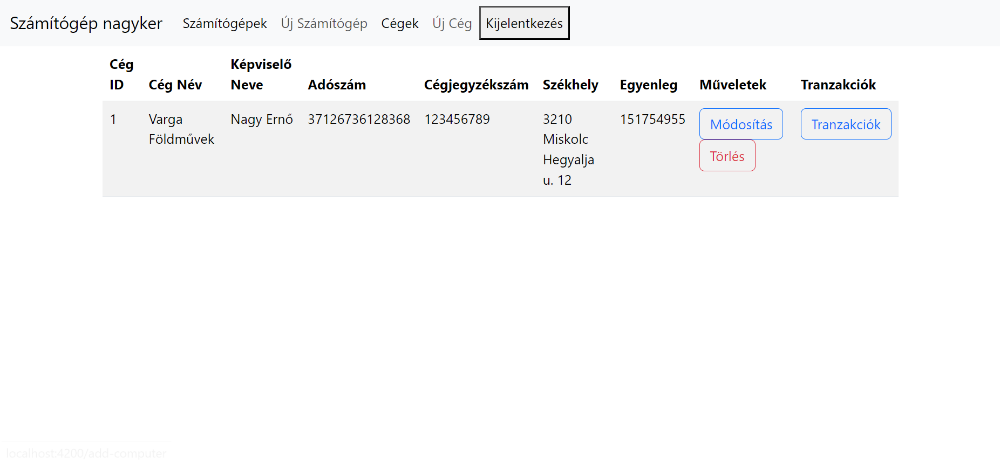 Számítógép nagyker Számítógépek Új Számítógép Cégek Új Cég Kijelentkezés
Cég ID Cég Név Képviselő Neve Adószám Cégjegyzékszám Székhely Egyenleg Műveletek Tranzakciók
1 Varga Nagy Ernő 37126736128368 123456789 3210 151754955 Módosítás Tranzakciók
Földművek Miskolc
Hegyalja Törlés
u. 12
localhost:4200/add-computer